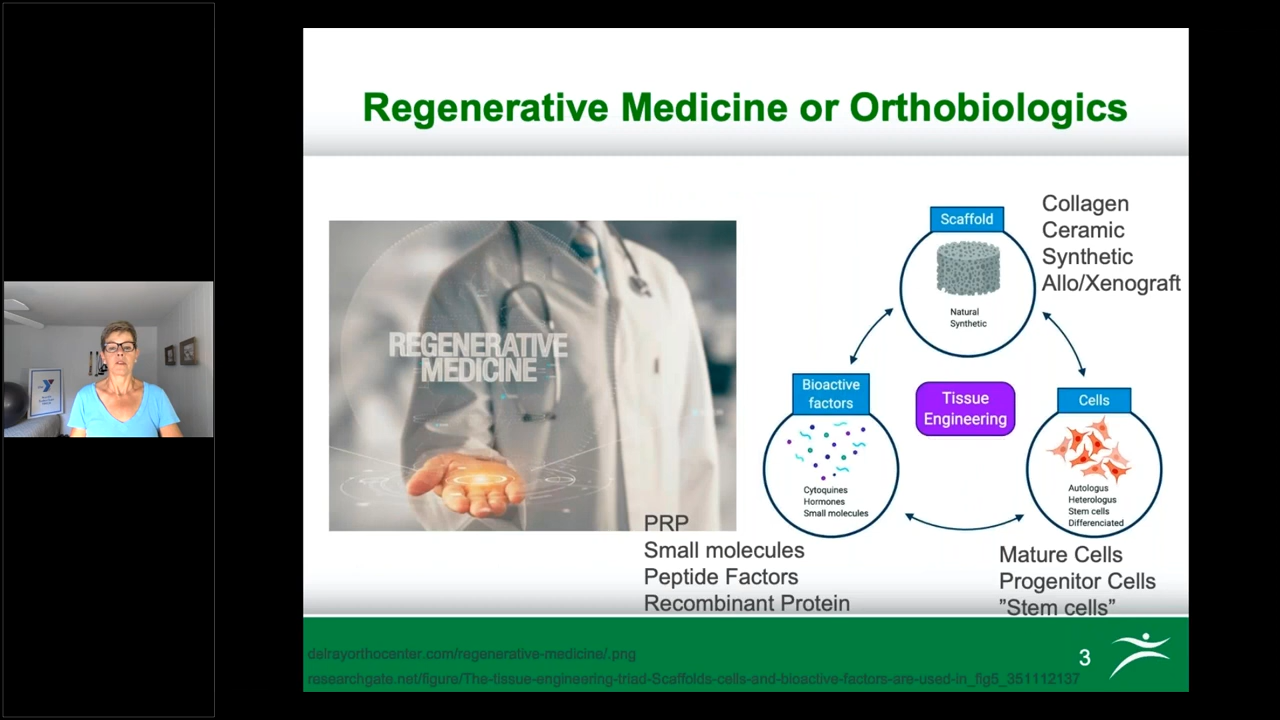 Regenerative Medicine or Orthobiologics
REGENERATIVE
MEDICINE
Scaffold
Natural
Synthetic
Collagen
Ceramic
Synthetic
Allo/Xenograft
Bioactive
factors
Cytoquines
Hormones
Small molecules
Tissue
Engineering
Cells
Autologus
Heterologus
Stem cells
Differenciated
PRP
Small molecules
Peptide Factors
Recombinant Protein
Mature Cells
Progenitor Cells
”Stem cells”
delrayorthocenter.com/regenerative-medicine/.png
researchgate.net/figure/The-tissue-engineering-triad-Scaffolds-cells-and-bioactive-factors-are-used-in_fig5_351112137
3